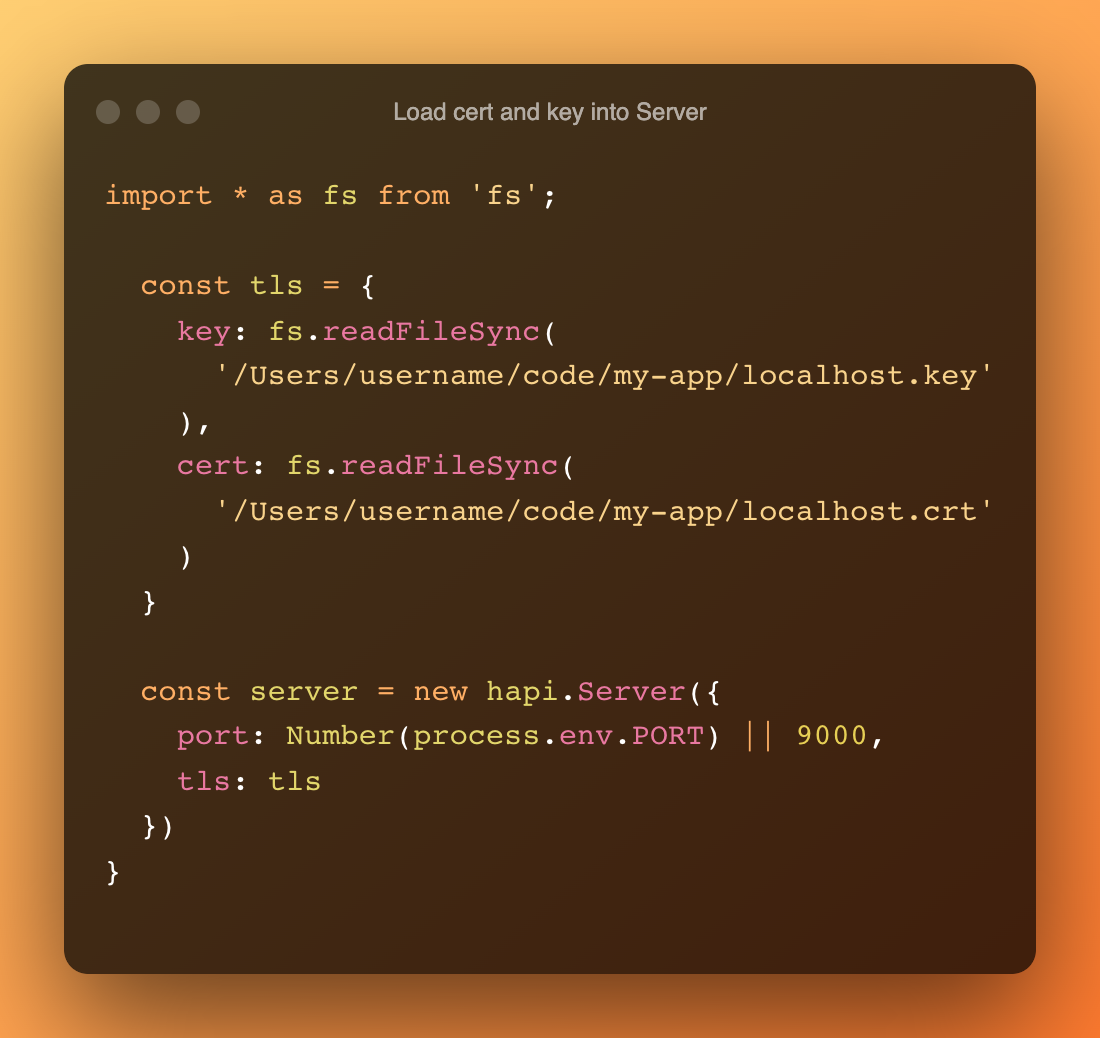 Load cert and key into Server
import * as fs from 'fs';
const tls = {
key: fs.readFileSync(
'/Users/username/code/my-app/localhost.key'
),
cert: fs.readFileSync(
'/Users/username/code/my-app/localhost.crt'
)
}
const server = new hapi.Server({
port: Number(process.env.PORT) || 9000,
tls: tls
})
}